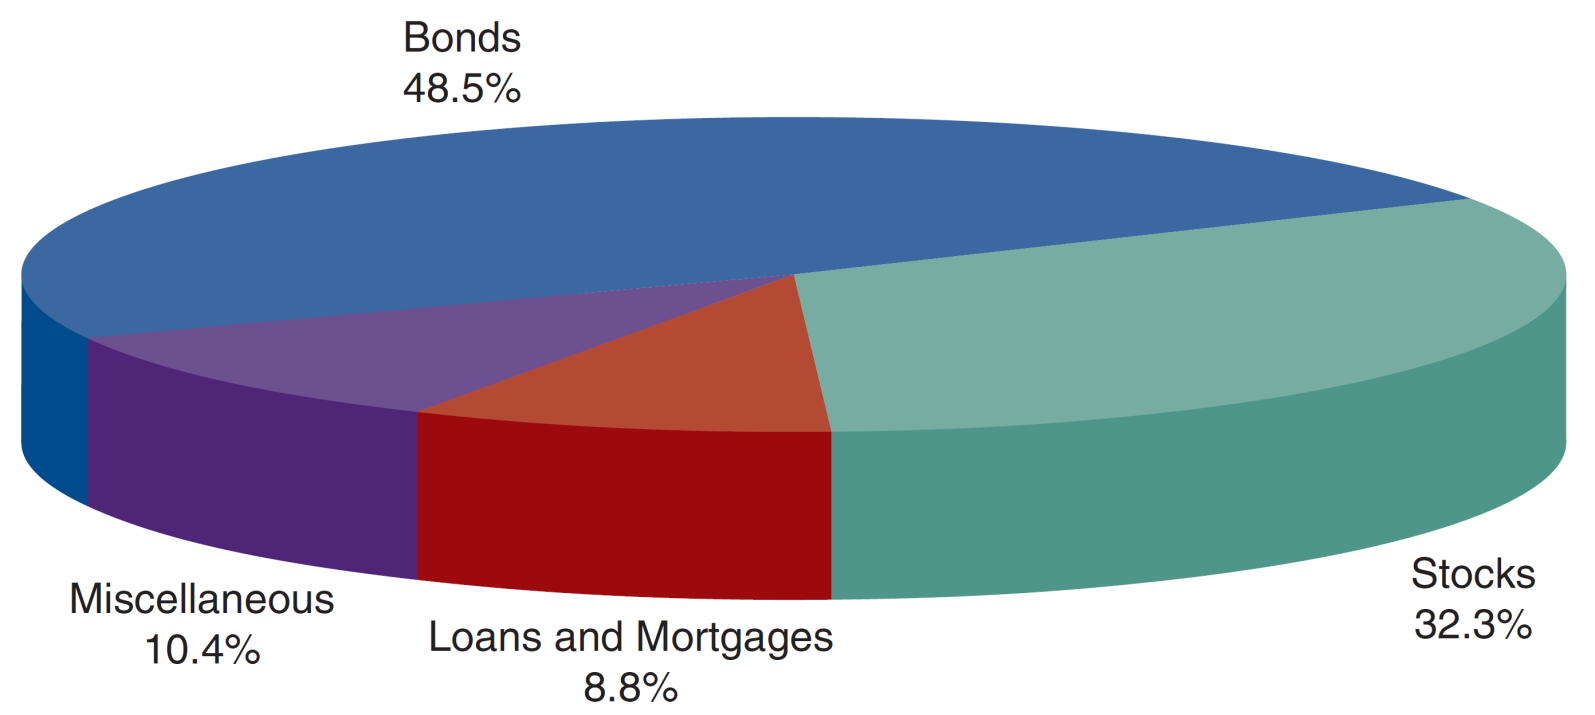 Bonds
48.5%
Miscellaneous
10.4%
Loans and Mortgages
8.8%
Stocks
32.3%